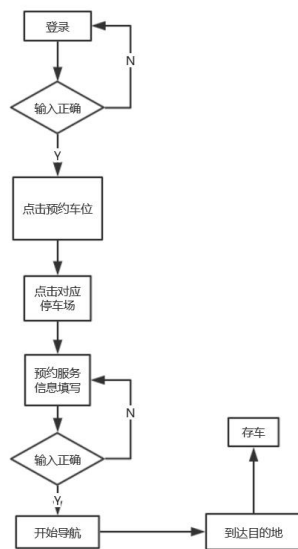 登录
N
输入正确
Y
点击预约车位
点击对应
停车场
预约服务
信息填写
N
存车
输入正确
Y
开始导航
到达目的地